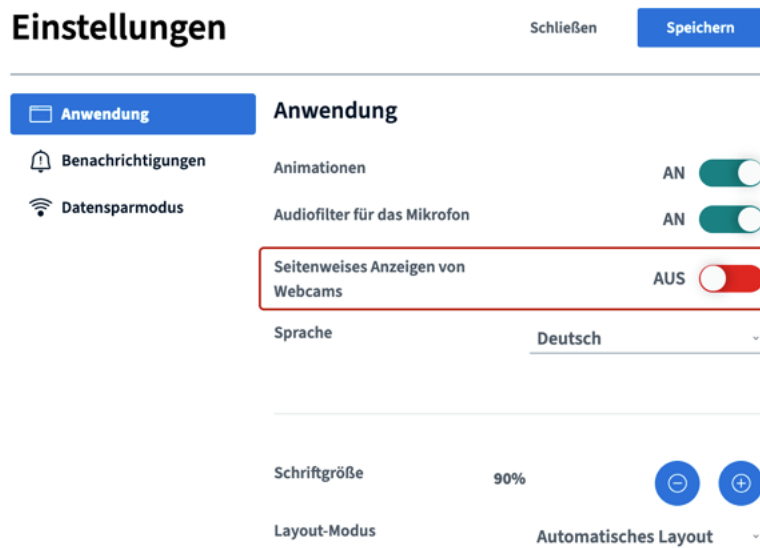 Einstellungen
Schließen
Speichern
Anwendung
Benachrichtigungen
Datensparmodus
Anwendung
Animationen
AN
Audiofilter für das Mikrofon
AN
Seitenweises Anzeigen von
Webcams
AUS
Sprache
Deutsch
Schriftgröße
90%
Layout-Modus
Automatisches Layout